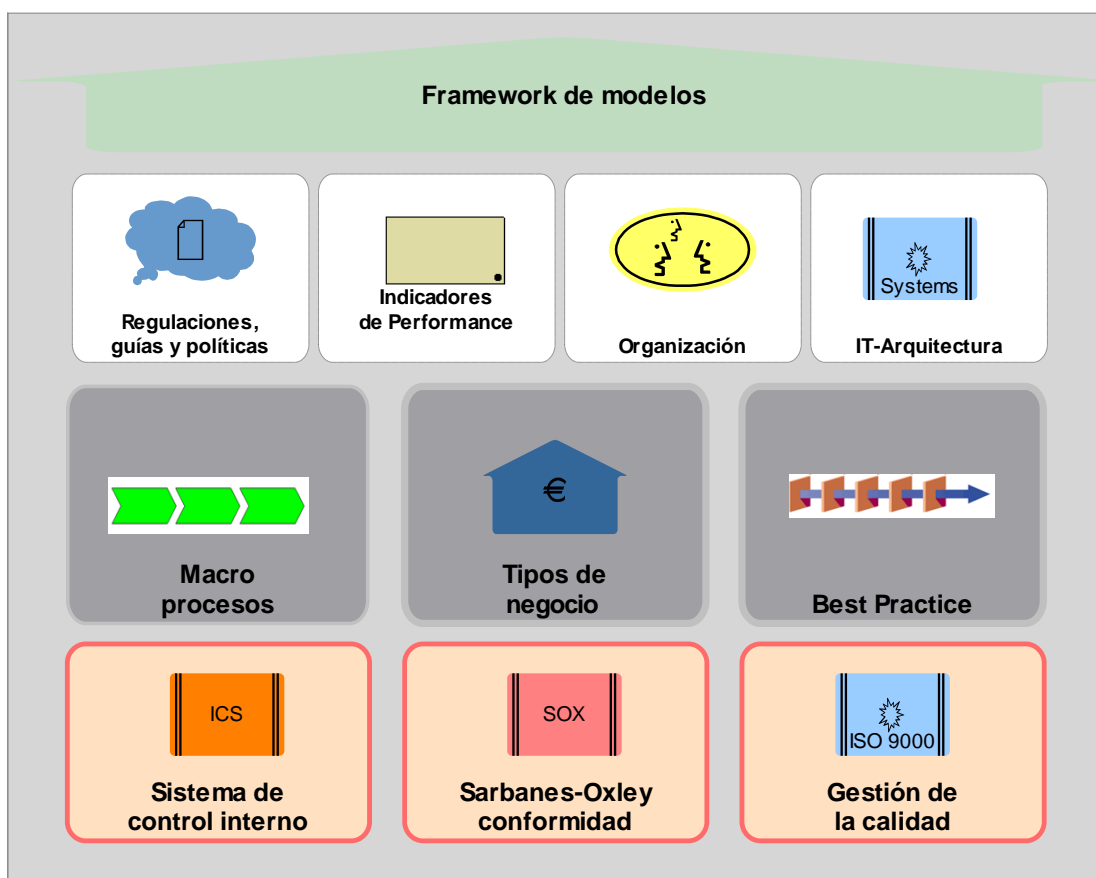 Framework de modelos
Regulaciones,
guías y políticas
Indicadores
de Performance
Organización
Systems
IT-Arquitectura
Macro
procesos
€
Tipos de
negocio
Best Practice
ICS
Sistema de
control interno
SOX
Sarbanes-Oxley
conformidad
ISO 9000
Gestión de
la calidad